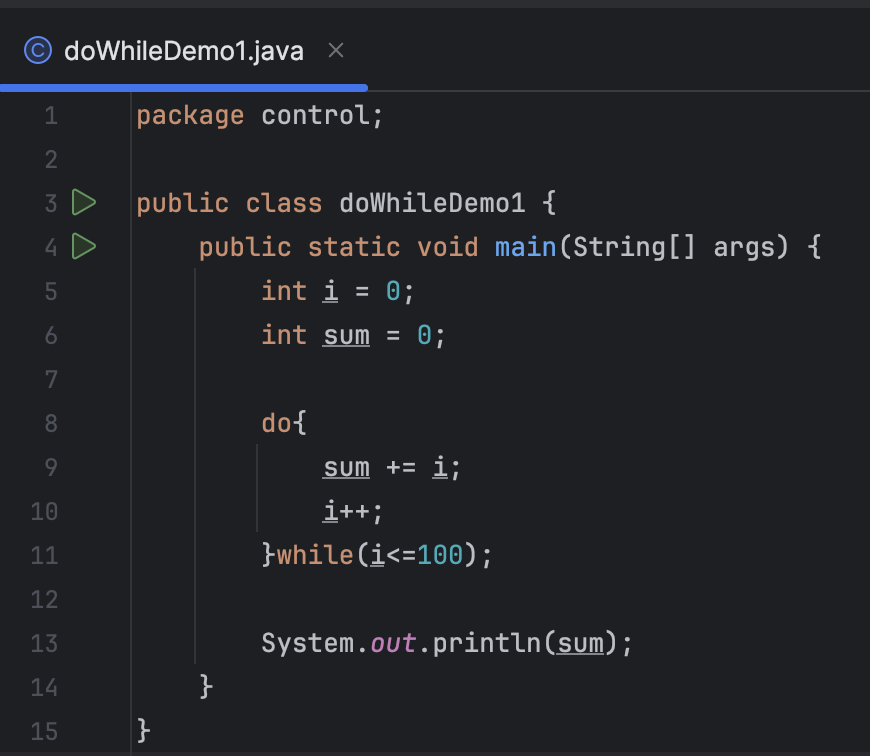 doWhileDemo1.java
1 package control;
2
3 public class doWhileDemo1 {
4 public static void main(String[] args) {
5 int i = 0;
6 int sum = 0;
7
8 do{
9 sum += i;
10 i++;
11 }while(i<=100);
12
13 System.out.println(sum);
14 }
15 }